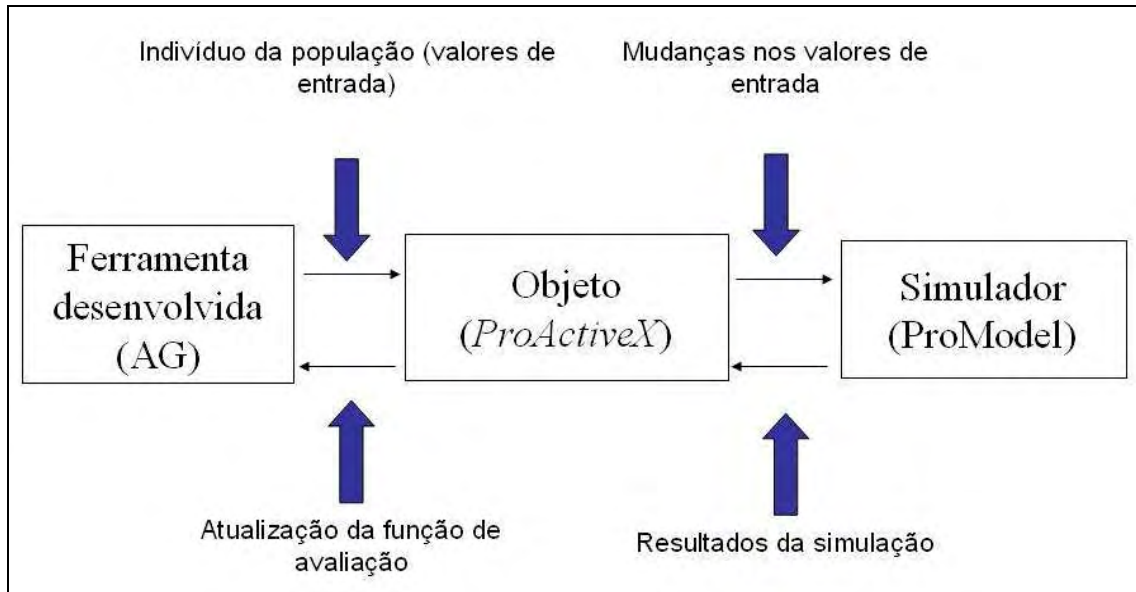 Indivíduo da população (valores de
entrada)
Mudanças nos valores de
entrada
Ferramenta
desenvolvida
(AG)
Objeto
(ProActiveX)
Simulador
(ProModel)
Atualização da função de
avaliação
Resultados da simulação